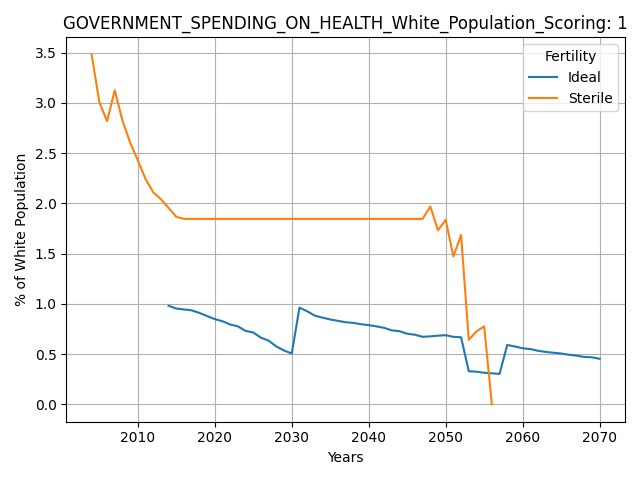 GOVERNMENT_SPENDING_ON_HEALTH_White_Population_Scoring: 1
3.5
3.0
2.5
2.0
1.5
1.0
0.5
0.0
% of White Population
Fertility
Ideal
Sterile
2010 2020 2030 2040 2050 2060 2070
Years